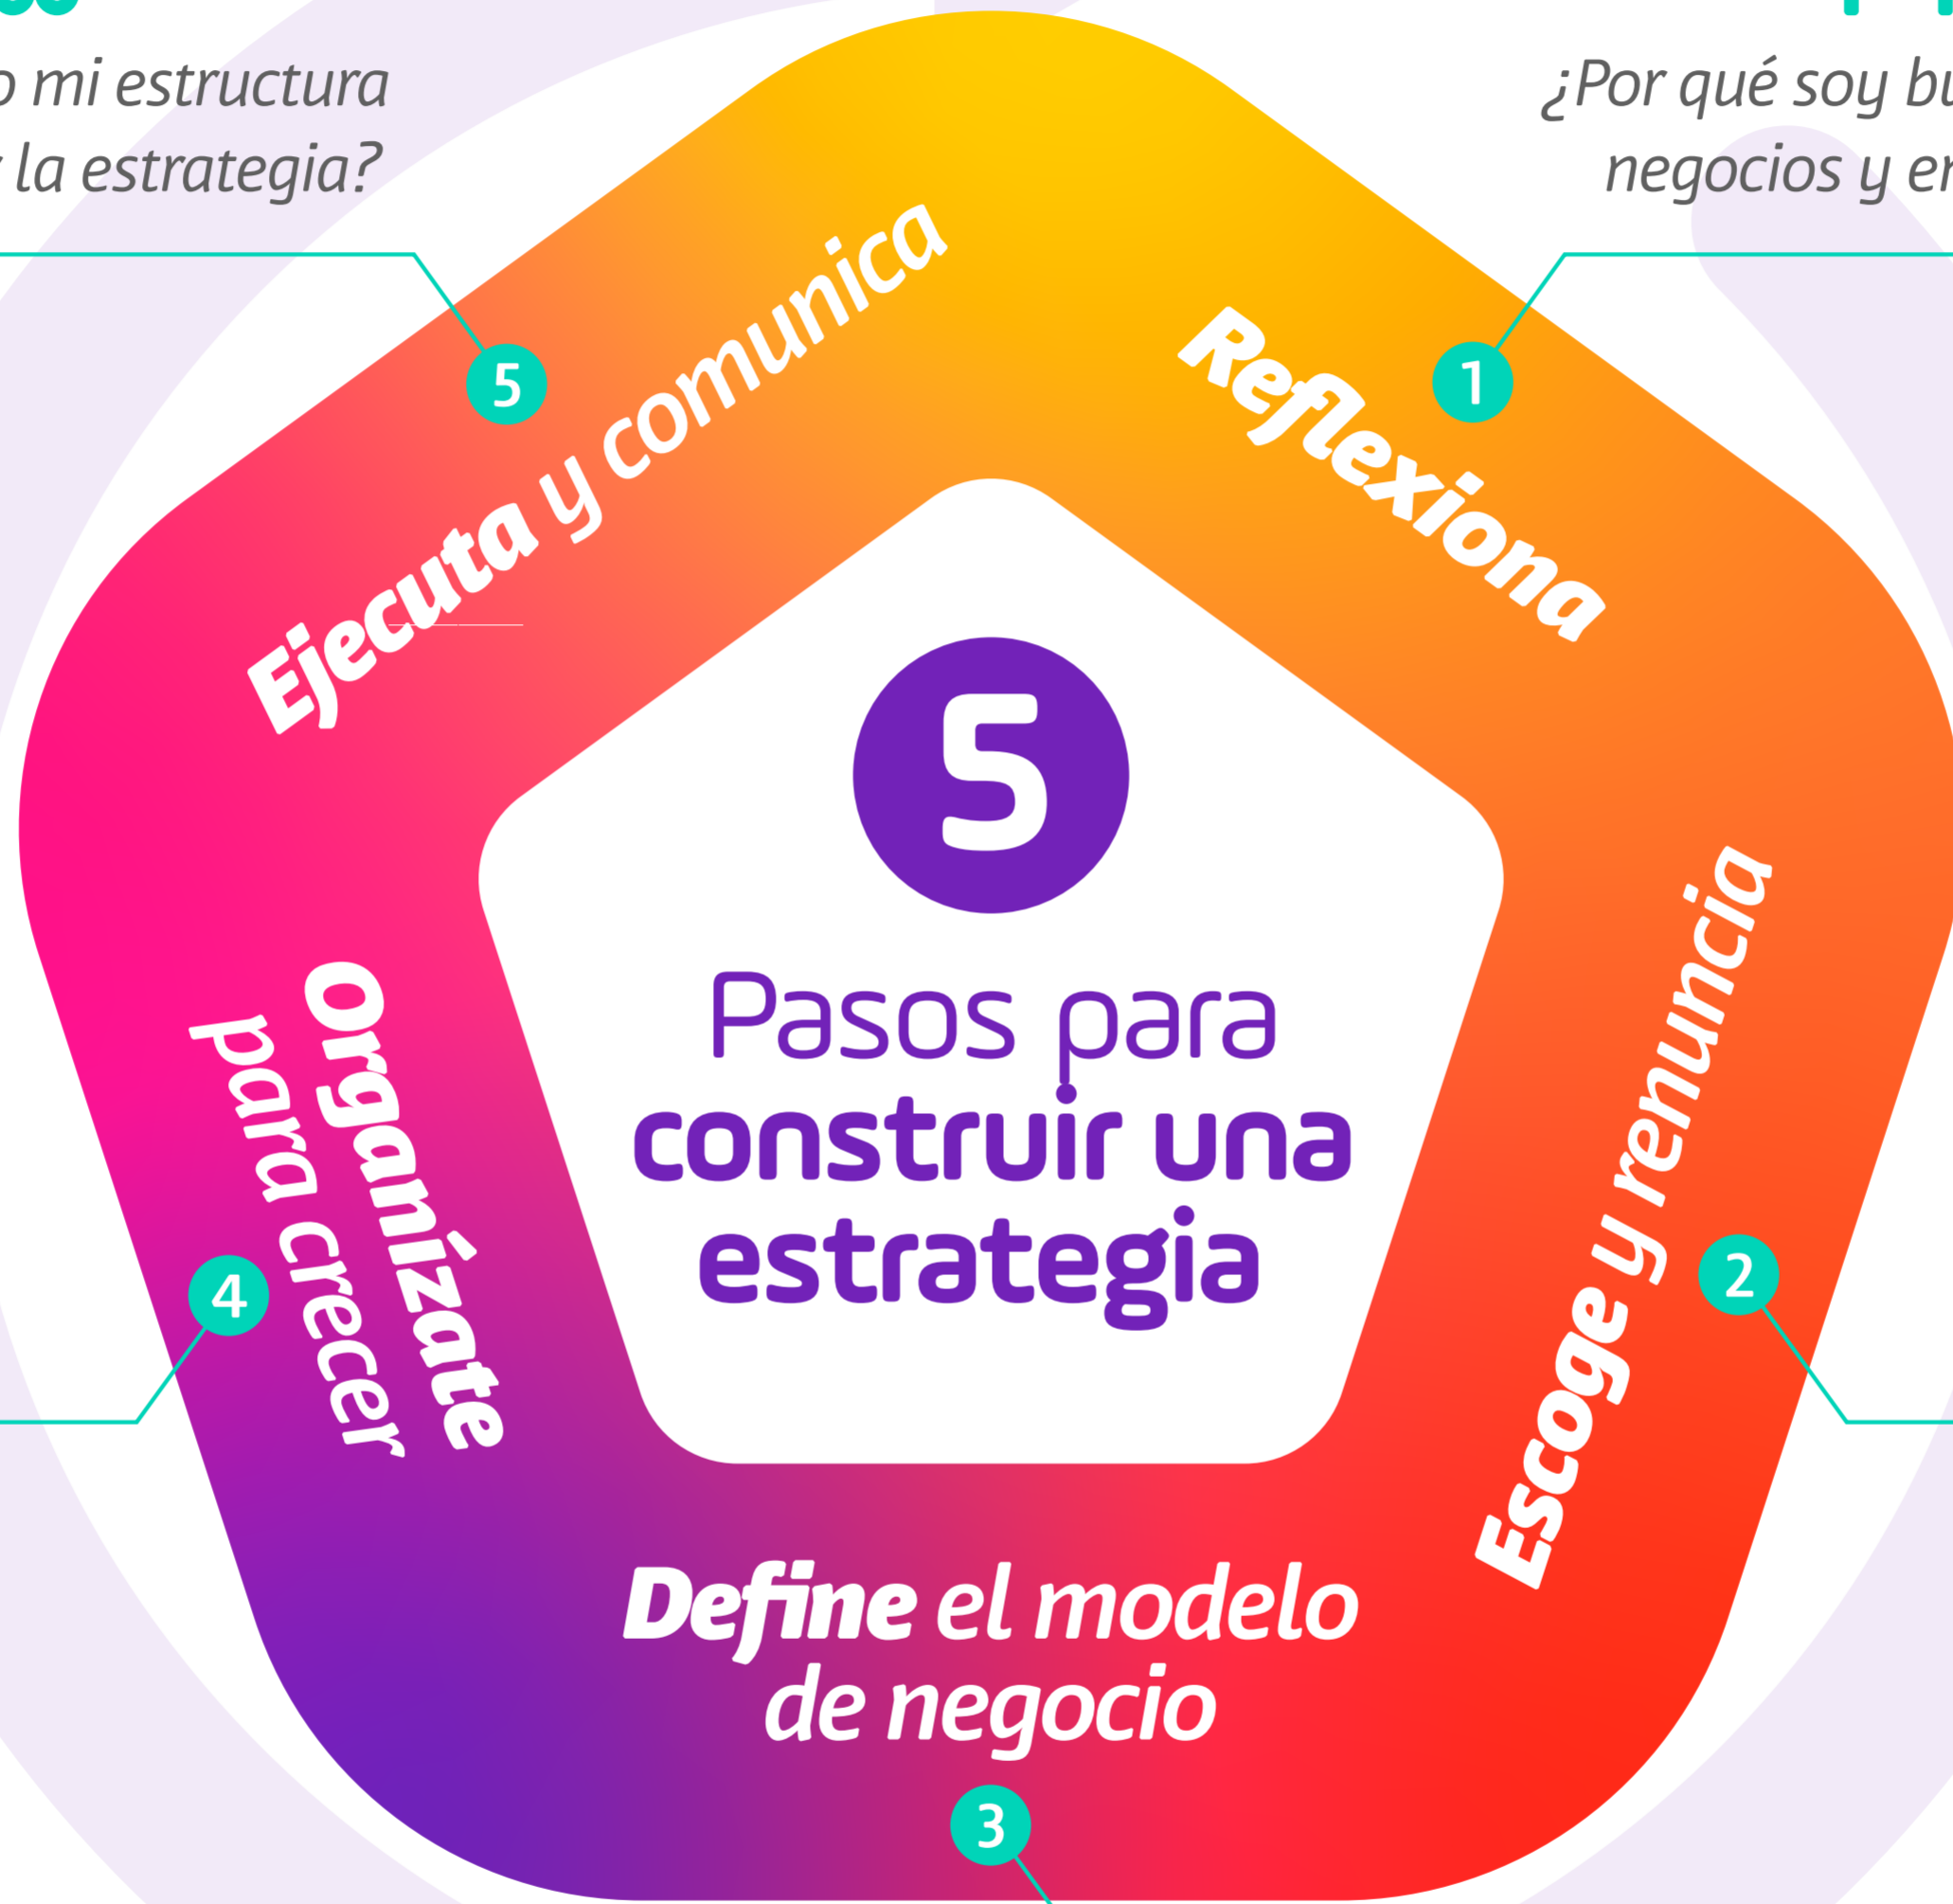 mi estructura
la estrategia?
¿Por qué soy
negocios y
5
Ejecuta y comunica
1
Reflexiona
5
Pasos para
construir una
estrategia
4
Organízate
para crecer
2
Escoge y renuncia
Define el modelo
de negocio
3